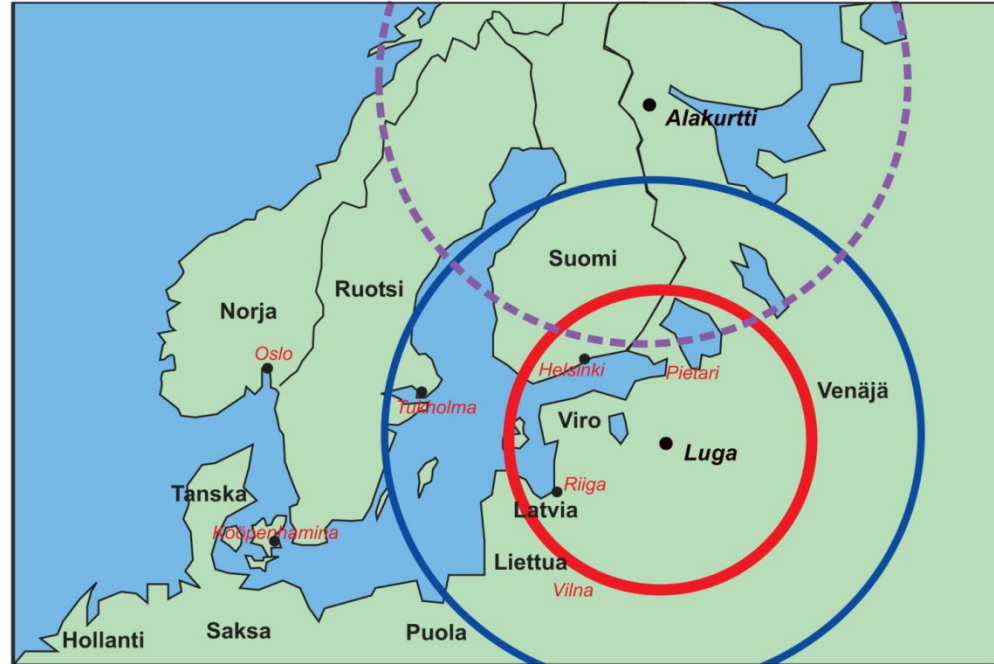 Alakurtti
Suomi
Ruotsi
Norja
Oslo
Helsinki
Pietari
Venäjä
Tukholma
Viro
Luga
Riiga
Tanska
Latvia
Kööpenhamina
Liettua
Vilna
Saksa
Puola
Hollanti